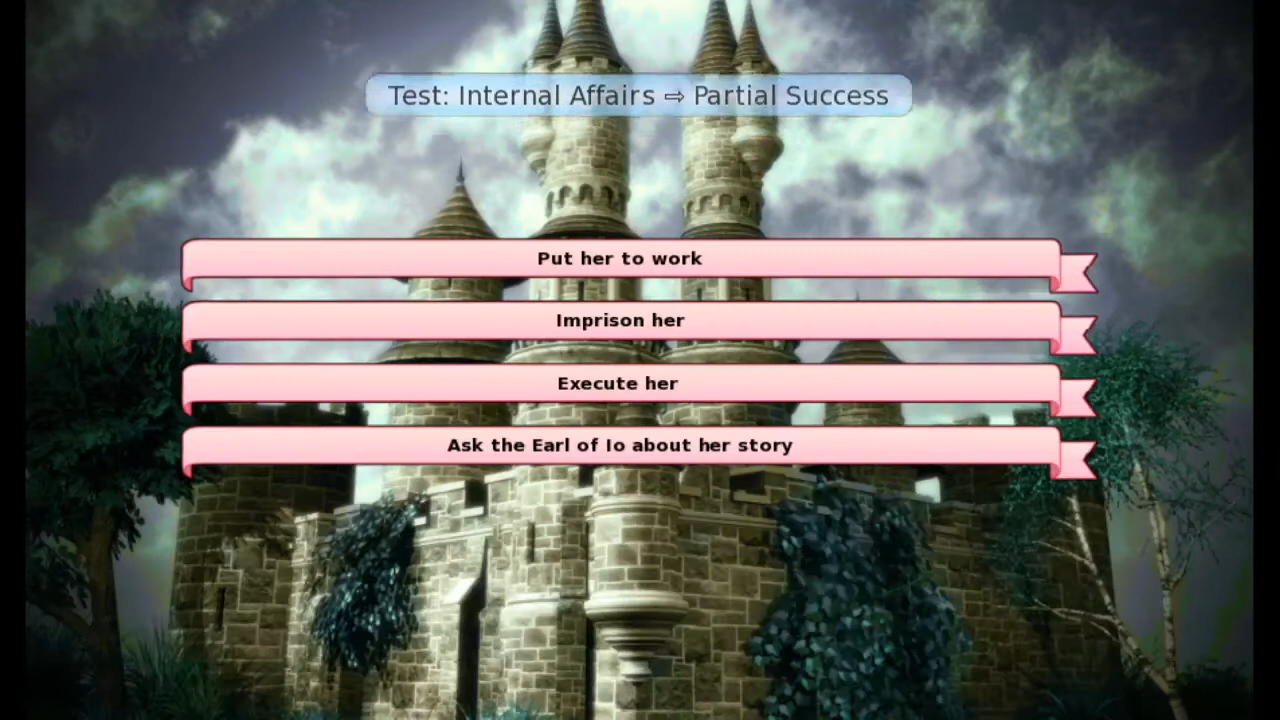 Test: Internal Affairs ⇨ Partial Success
Put her to work
Imprison her
Execute her
Ask the Earl of Io about her story